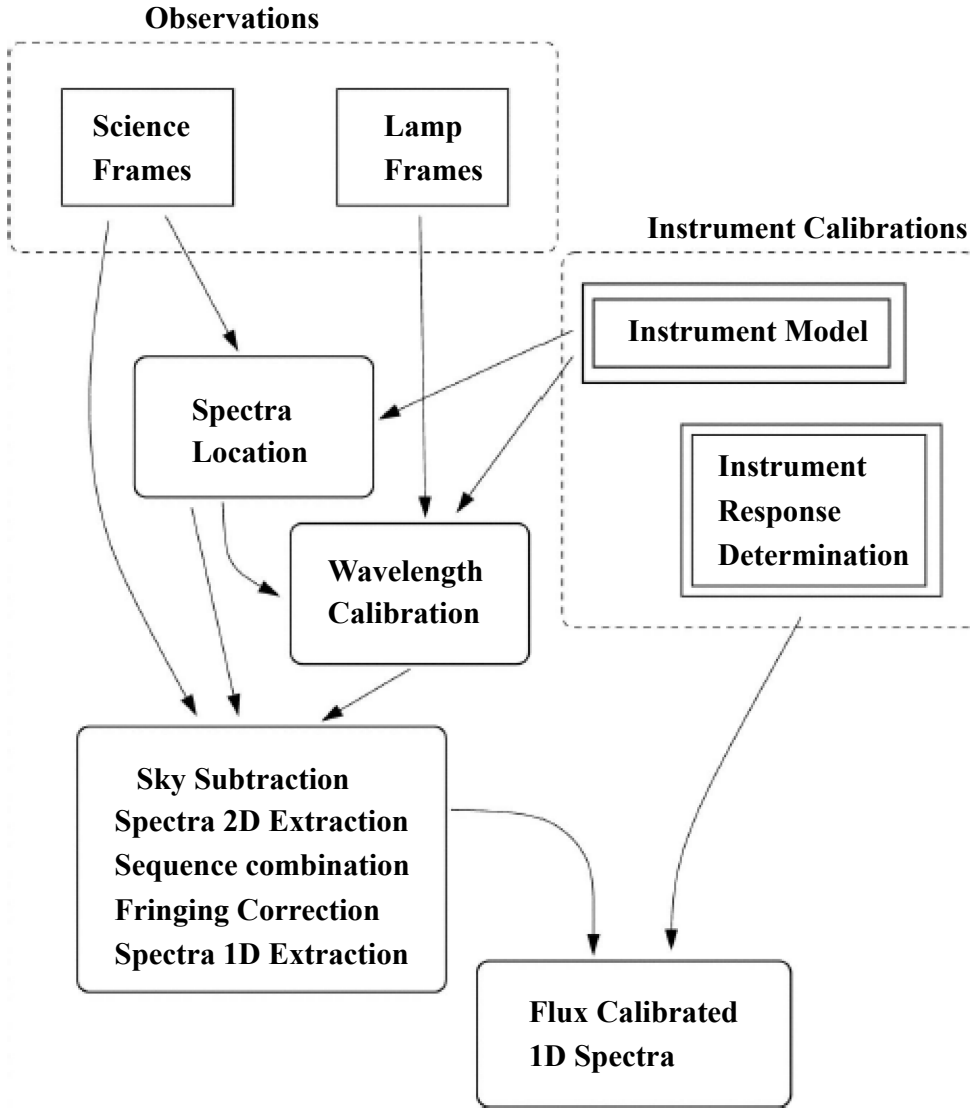 Observations
Science
Frames
Lamp
Frames
Instrument Calibrations
Instrument Model
Spectra
Location
Instrument
Response
Determination
Wavelength
Calibration
Sky Subtraction
Spectra 2D Extraction
Sequence combination
Fringing Correction
Spectra 1D Extraction
Flux Calibrated
1D Spectra